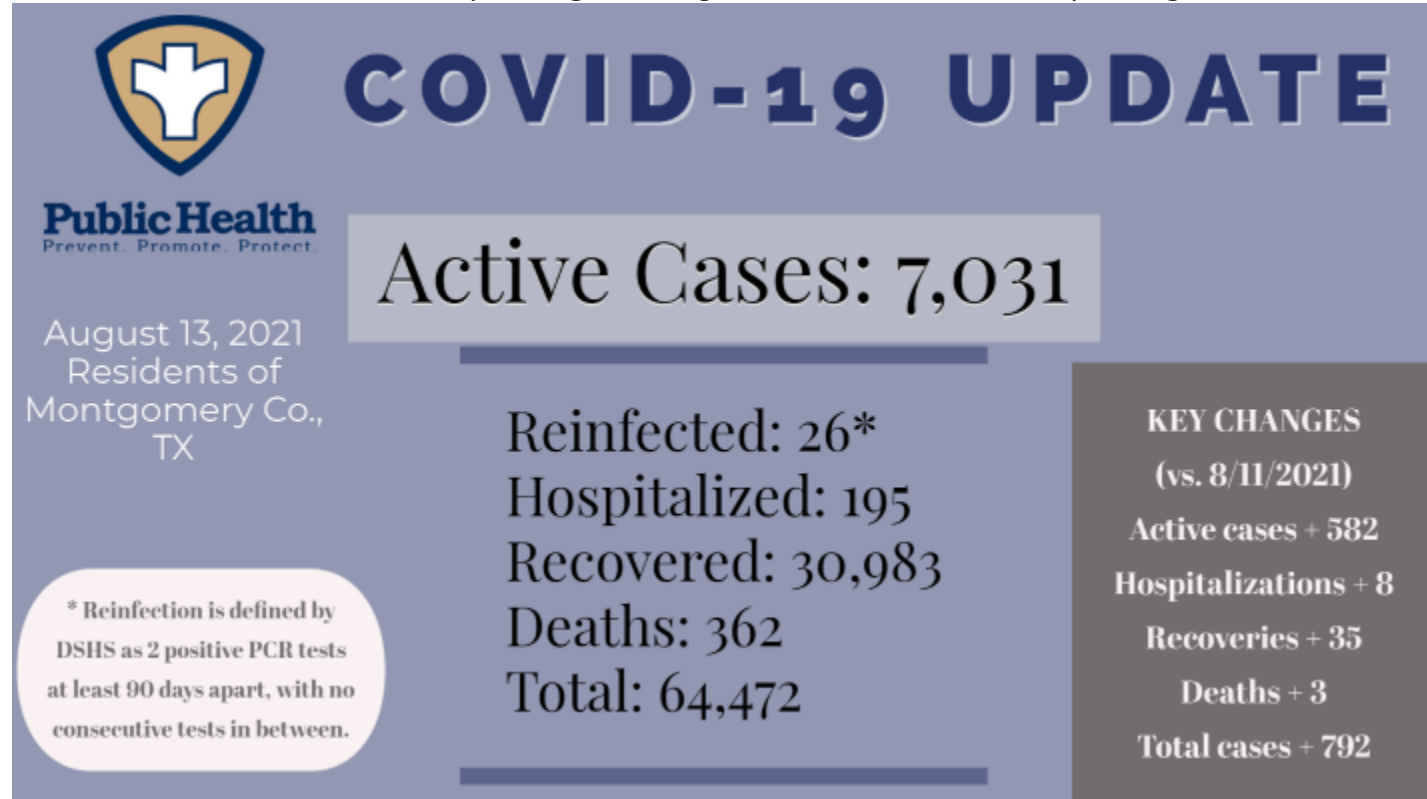 COVID-19 UPDATE
Public Health
Prevent. Promote. Protect.
Active Cases: 7,031
August 13, 2021
Residents of
Montgomery Co.,
TX
Reinfected: 26*
Hospitalized: 195
Recovered: 30,983
Deaths: 362
Total: 64,472
* Reinfection is defined by
DSHS as 2 positive PCR tests
at least 90 days apart, with no
consecutive tests in between.
KEY CHANGES
(vs. 8/11/2021)
Active cases + 582
Hospitalizations + 8
Recoveries + 35
Deaths + 3
Total cases + 792